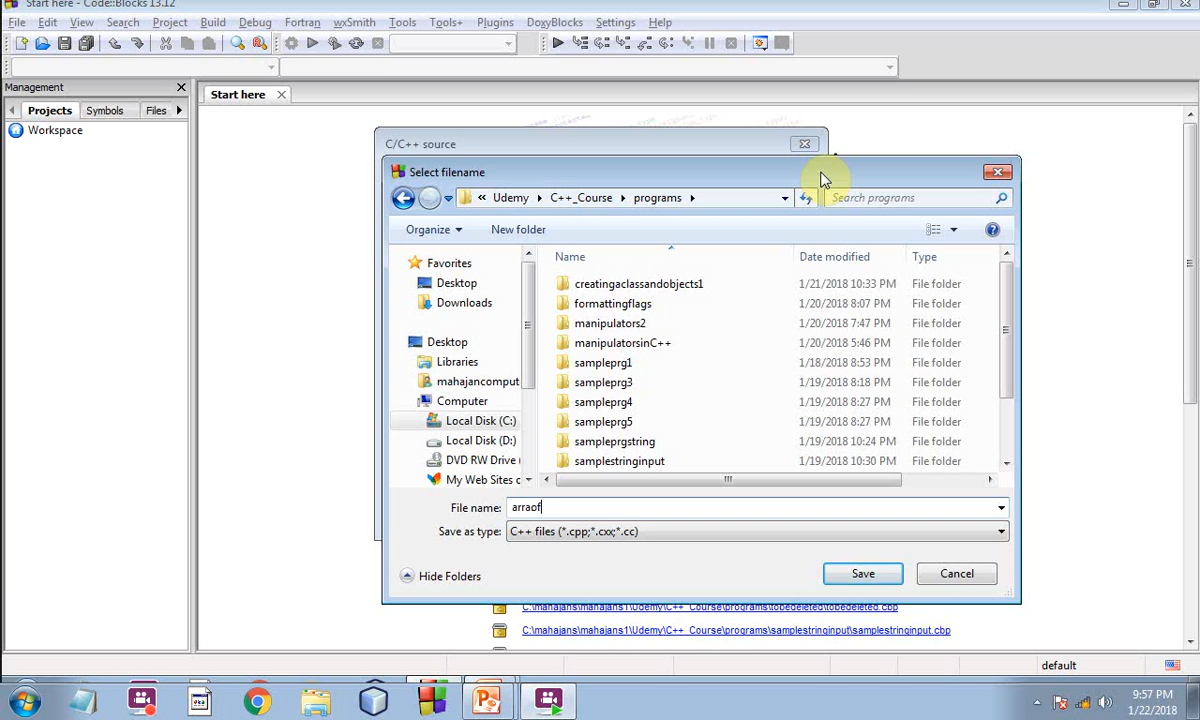 Start here - Code::Blocks 13.12
File Edit View Search Project Build Debug Fortran wxSmith Tools Tools+ Plugins DoxyBlocks Settings Help
Management
Start here
Projects Symbols Files
Workspace
C/C++ source
Select filename
« Udemy C++_Course programs Search programs
Organize New folder
Name Date modified Type
Favorites
Desktop
Downloads
Desktop
Libraries
mahajancomput
Computer
Local Disk (C:)
Local Disk (D:)
DVD RW Drive (
My Web Sites c
creatingaclassandobjects1 1/21/2018 10:33 PM File folder
formattingflags 1/20/2018 8:07 PM File folder
manipulators2 1/20/2018 7:47 PM File folder
manipulatorsinC++ 1/20/2018 5:46 PM File folder
sampleprg1 1/18/2018 8:53 PM File folder
sampleprg3 1/19/2018 8:18 PM File folder
sampleprg4 1/19/2018 8:27 PM File folder
sampleprg5 1/19/2018 8:27 PM File folder
sampleprgstring 1/19/2018 10:24 PM File folder
samplestringinput 1/19/2018 10:30 PM File folder
File name: arraof
Save as type: C++ files (*.cpp;*.cxx;*.cc)
Hide Folders Save Cancel
C:\mahajans\mahajans1\Udemy\C++_Course\programs\tobedeleted\tobedeleted.cbp
C:\mahajans\mahajans1\Udemy\C++_Course\programs\samplestringinput\samplestringinput.cbp
default
9:57 PM
1/22/2018